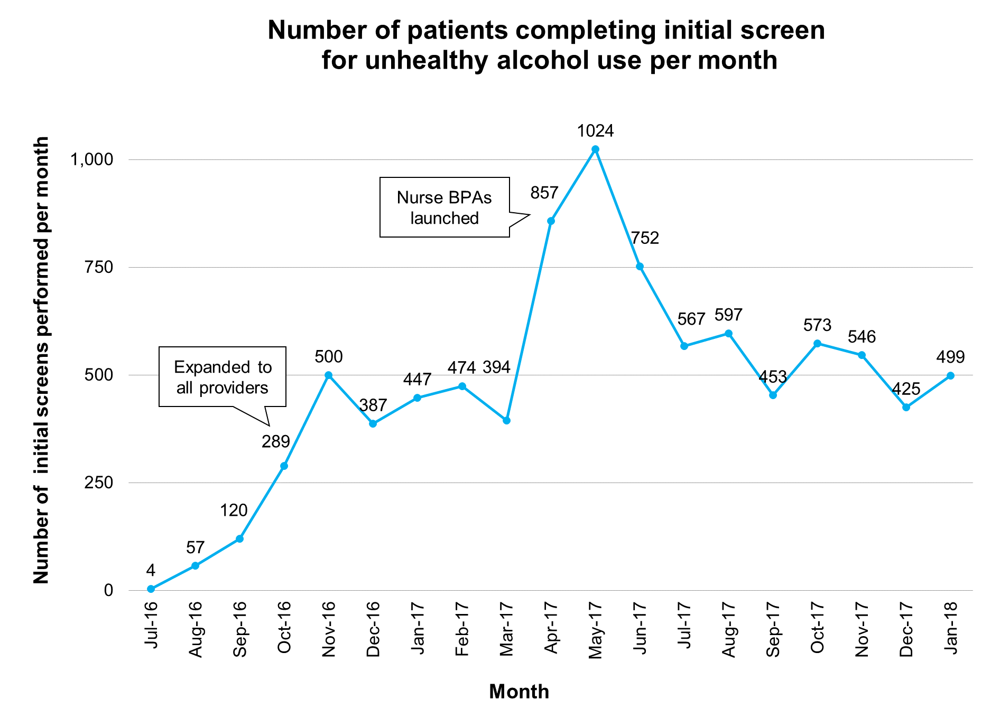 Number of patients completing initial screen
for unhealthy alcohol use per month
Number of initial screens performed per month
1,000
750
500
250
0
Expanded to
all providers
Nurse BPAs
launched
4
57
120
289
500
387
447
474
394
857
1024
752
567
597
453
573
546
425
499
Jul-16
Aug-16
Sep-16
Oct-16
Nov-16
Dec-16
Jan-17
Feb-17
Mar-17
Apr-17
May-17
Jun-17
Jul-17
Aug-17
Sep-17
Oct-17
Nov-17
Dec-17
Jan-18
Month